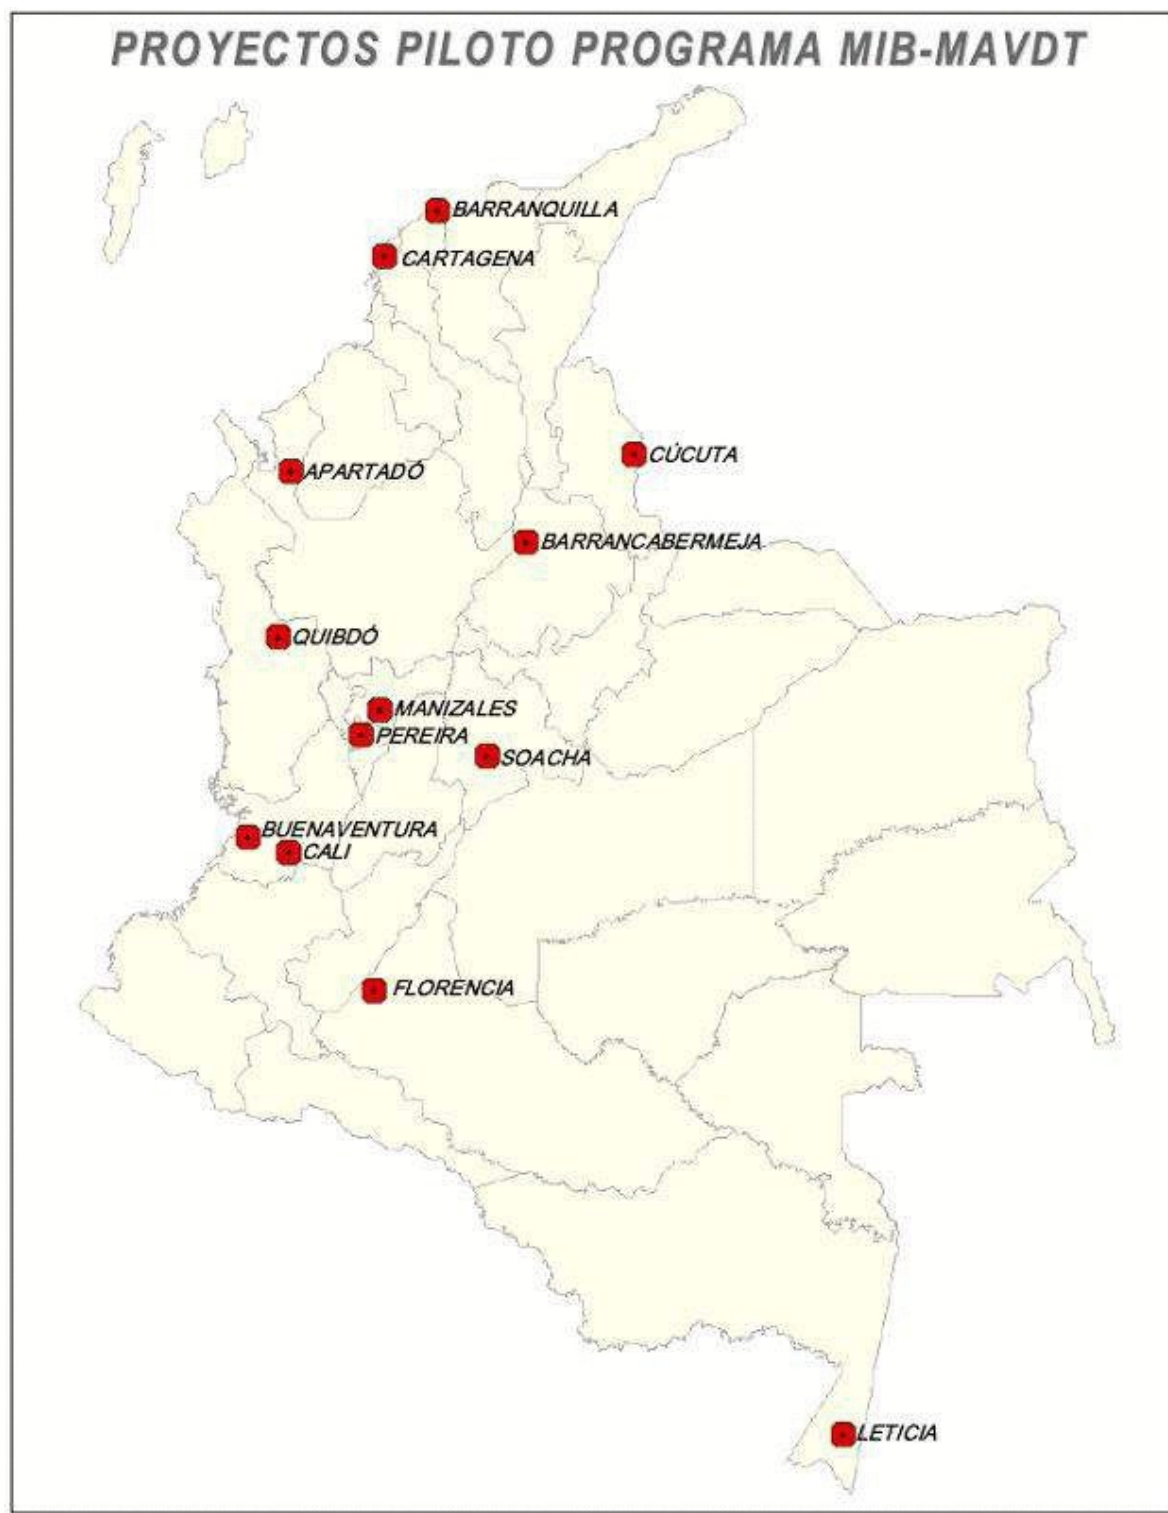 PROYECTOS PILOTO PROGRAMA MIB-MAVDT
BARRANQUILLA
CARTAGENA
CÚCUTA
APARTADÓ
BARRANCABERMEJA
QUIBDÓ
MANIZALES
PEREIRA
SOACHA
BUENAVENTURA
CALI
FLORENCIA
LETICIA